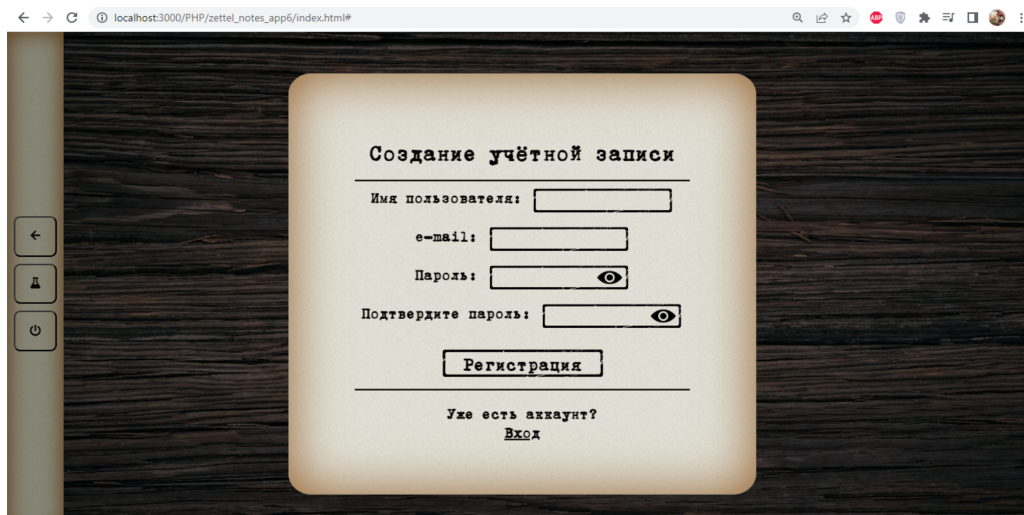 localhost:3000/PHP/zettel_notes_app6/index.html#
ABP
Создание учётной записи
Имя пользователя:
e-mail:
Пароль:
Подтвердите пароль:
Регистрация
Уже есть аккаунт?
Вход